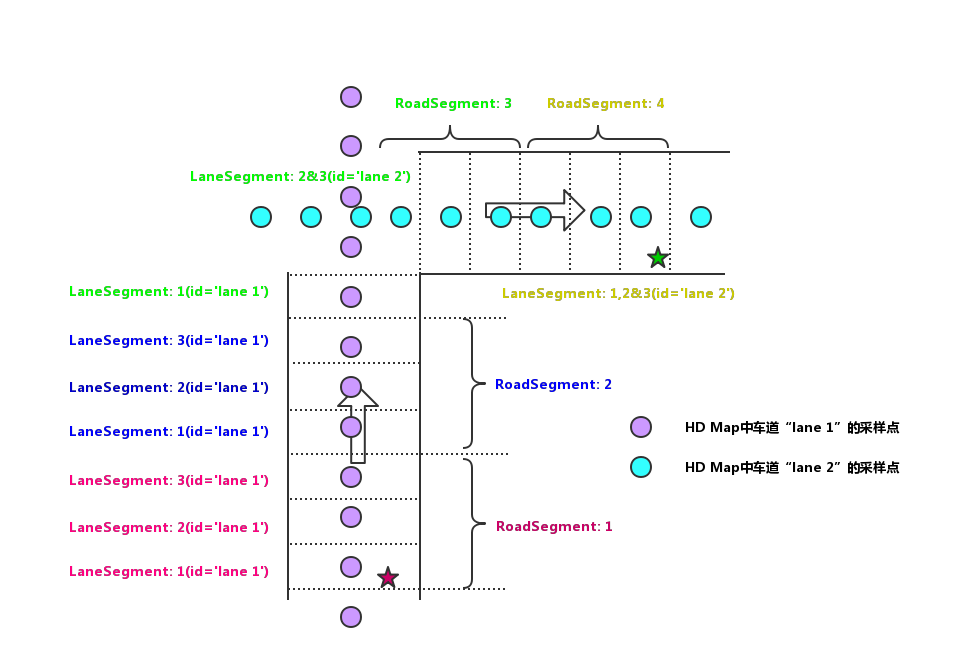 RoadSegment: 3
RoadSegment: 4
LaneSegment: 2&3(id='lane 2')
LaneSegment: 1(id='lane 1')
LaneSegment: 1,2&3(id='lane 2')
LaneSegment: 3(id='lane 1')
LaneSegment: 2(id='lane 1')
RoadSegment: 2
LaneSegment: 1(id='lane 1')
HD Map中车道“lane 1”的采样点
HD Map中车道“lane 2”的采样点
LaneSegment: 3(id='lane 1')
LaneSegment: 2(id='lane 1')
RoadSegment: 1
LaneSegment: 1(id='lane 1')